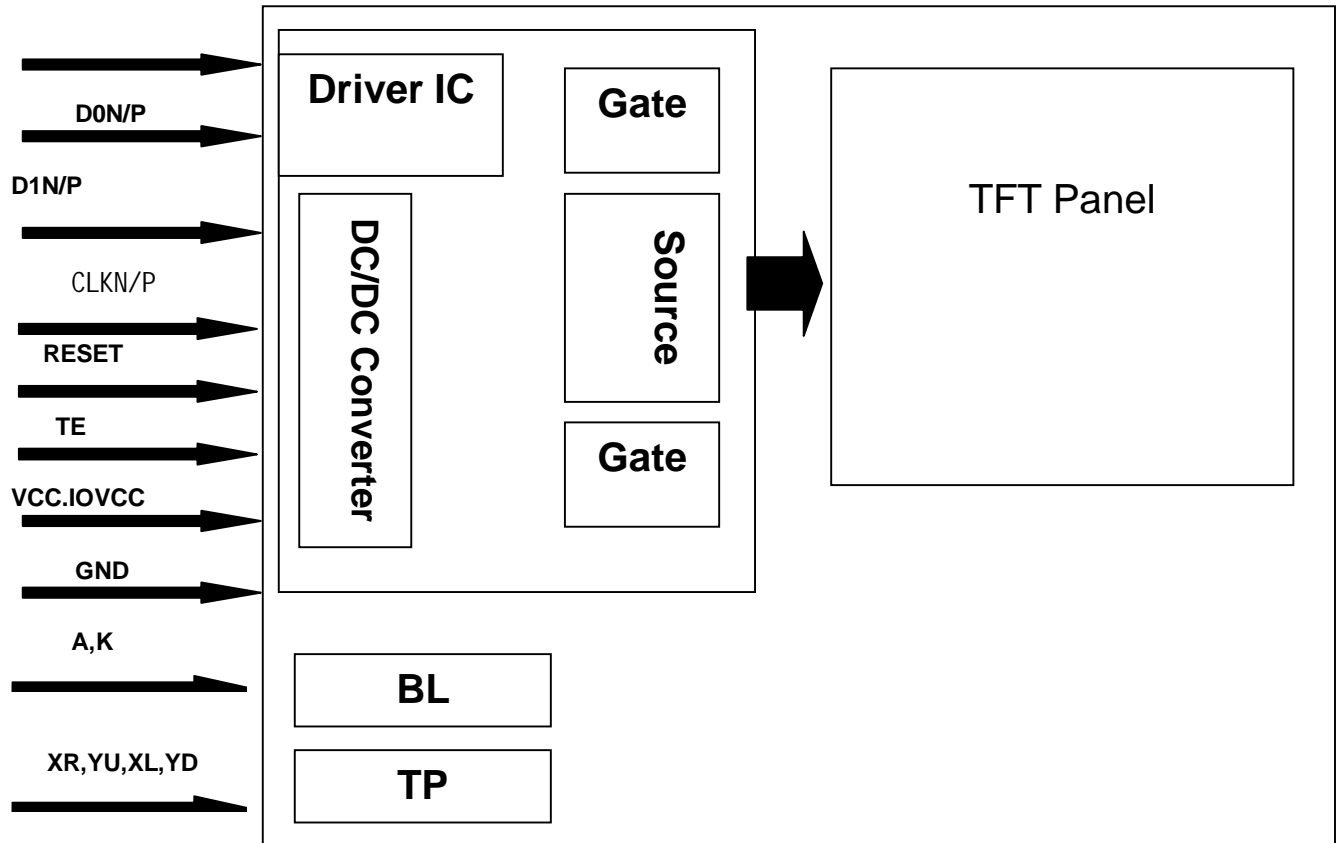 D0N/P
D1N/P
CLKN/P
RESET
TE
VCC.IOVCC
GND
A,K
XR,YU,XL,YD
Driver IC
DC/DC Converter
Gate
Source
Gate
TFT Panel
BL
TP